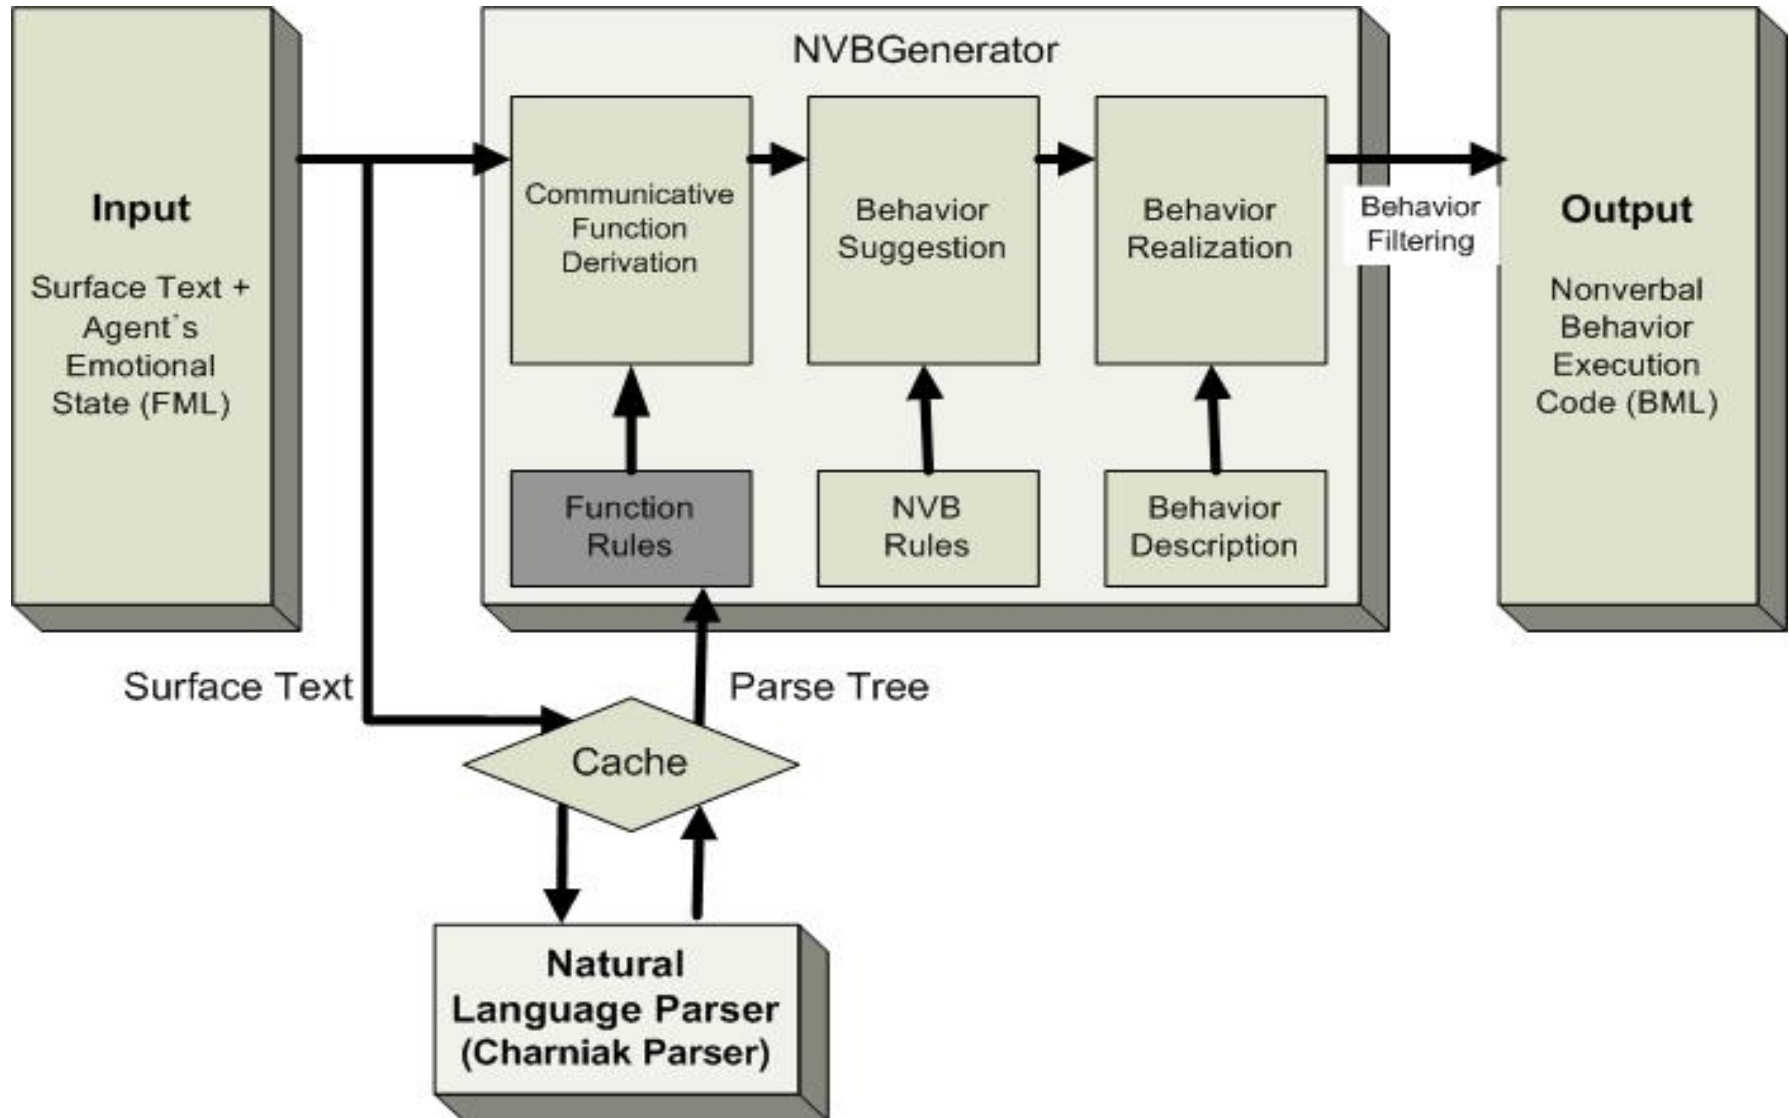 NVBGenerator
Input
Surface Text +
Agent`s
Emotional
State (FML)
Communicative
Function
Derivation
Behavior
Suggestion
Behavior
Realization
Behavior
Filtering
Output
Nonverbal
Behavior
Execution
Code (BML)
Function
Rules
NVB
Rules
Behavior
Description
Surface Text
Parse Tree
Cache
Natural
Language Parser
(Charniak Parser)